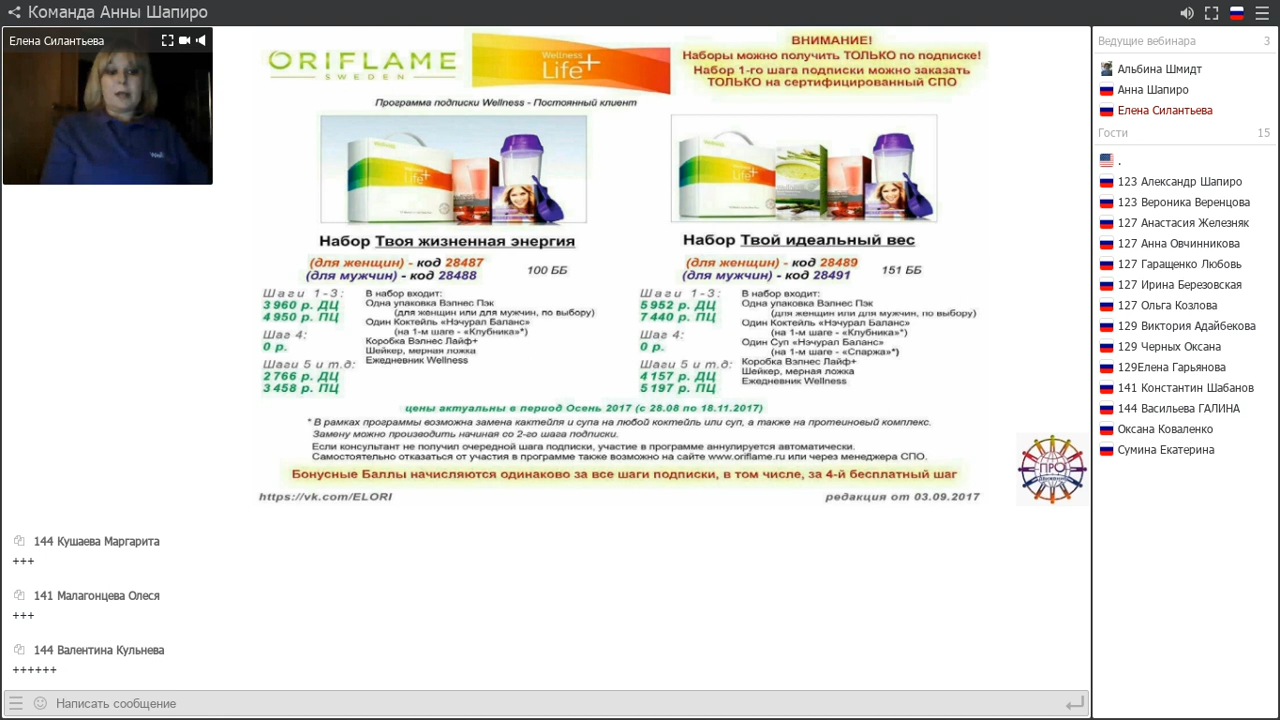 Команда Анны Шапиро
Елена Силантьева
ORIFLAME
SWEDEN
Wellness
Life+
ВНИМАНИЕ!
Наборы можно получить ТОЛЬКО по подписке!
Набор 1-го шага подписки можно заказать
ТОЛЬКО на сертифицированный СПО
Программа подписки Wellness - Постоянный клиент
Набор Твоя жизненная энергия
(для женщин) - код 28487
(для мужчин) - код 28488
100 ББ
Шаги 1-3:
3 960 р. ДЦ
4 950 р. ПЦ
Шаг 4:
0 р.
Шаги 5 и т.д:
2 766 р. ДЦ
3 458 р. ПЦ
В набор входит:
Одна упаковка Вэлнес Пэк
(для женщин или для мужчин, по выбору)
Один Коктейль «Нэчурал Баланс»
(на 1-м шаге - «Клубника»*)
Коробка Вэлнес Лайф+
Шейкер, мерная ложка
Ежедневник Wellness
Набор Твой идеальный вес
(для женщин) - код 28489
(для мужчин) - код 28491
151 ББ
Шаги 1-3:
5 952 р. ДЦ
7 440 р. ПЦ
Шаг 4:
0 р.
Шаги 5 и т.д:
4 157 р. ДЦ
5 197 р. ПЦ
В набор входит:
Одна упаковка Вэлнес Пэк
(для женщин или для мужчин, по выбору)
Один Коктейль «Нэчурал Баланс»
(на 1-м шаге - «Клубника»*)
Один Суп «Нэчурал Баланс»
(на 1-м шаге - «Спаржа»*)
Коробка Вэлнес Лайф+
Шейкер, мерная ложка
Ежедневник Wellness
цены актуальны в период Осень 2017 (с 28.08 по 18.11.2017)
* В рамках программы возможна замена кактейля и супа на любой коктейль или суп, а также на протеиновый комплекс.
Замену можно производить начиная со 2-го шага подписки.
Если консультант не получил очередной шага подписки, участие в программе аннулируется автоматически.
Самостоятельно отказаться от участия в программе также возможно на сайте www.oriflame.ru или через менеджера СПО.
Бонусные Баллы начисляются одинаково за все шаги подписки, в том числе, за 4-й бесплатный шаг
https://vk.com/ELORI
редакция от 03.09.2017
ПРО
144 Кушаева Маргарита
+++
141 Малагонцева Олеся
+++
144 Валентина Кульнева
++++++
Написать сообщение
Ведущие вебинара 3
Альбина Шмидт
Анна Шапиро
Елена Силантьева
Гости 15
.
123 Александр Шапиро
123 Вероника Веренцова
127 Анастасия Железняк
127 Анна Овчинникова
127 Гаращенко Любовь
127 Ирина Березовская
127 Ольга Козлова
129 Виктория Адайбекова
129 Черных Оксана
129Елена Гарьянова
141 Константин Шабанов
144 Васильева ГАЛИНА
Оксана Коваленко
Сумина Екатерина